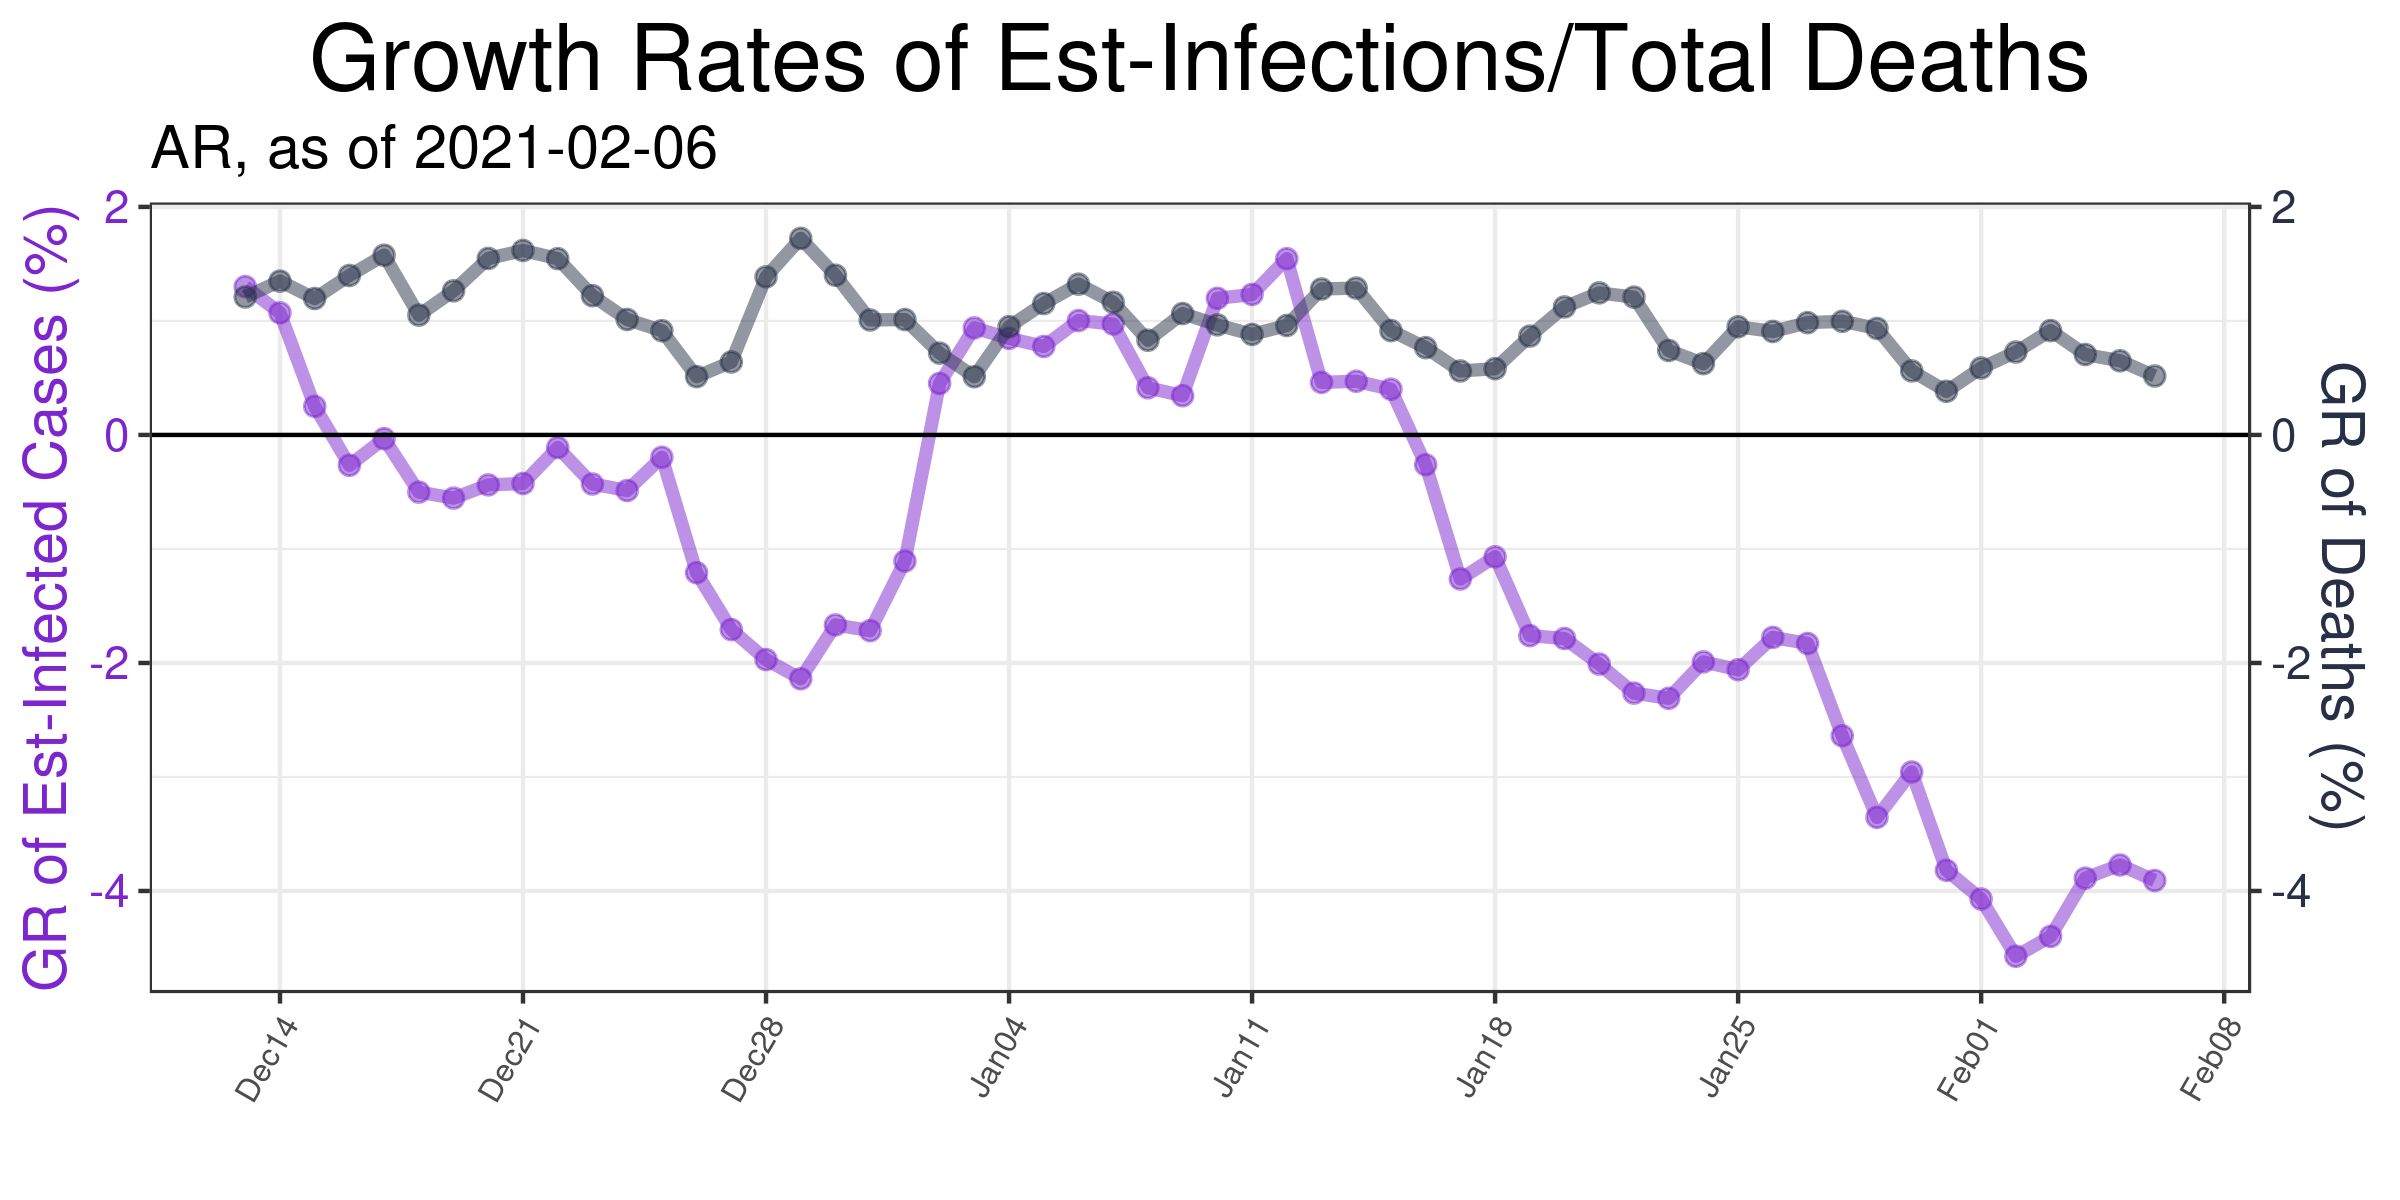 Growth Rates of Est-Infections/Total Deaths
AR, as of 2021-02-06
GR of Est-Infected Cases (%)
2
0
-2
-4
2
0
-2
-4
GR of Deaths (%)
Dec14
Dec21
Dec28
Jan04
Jan11
Jan18
Jan25
Feb01
Feb08